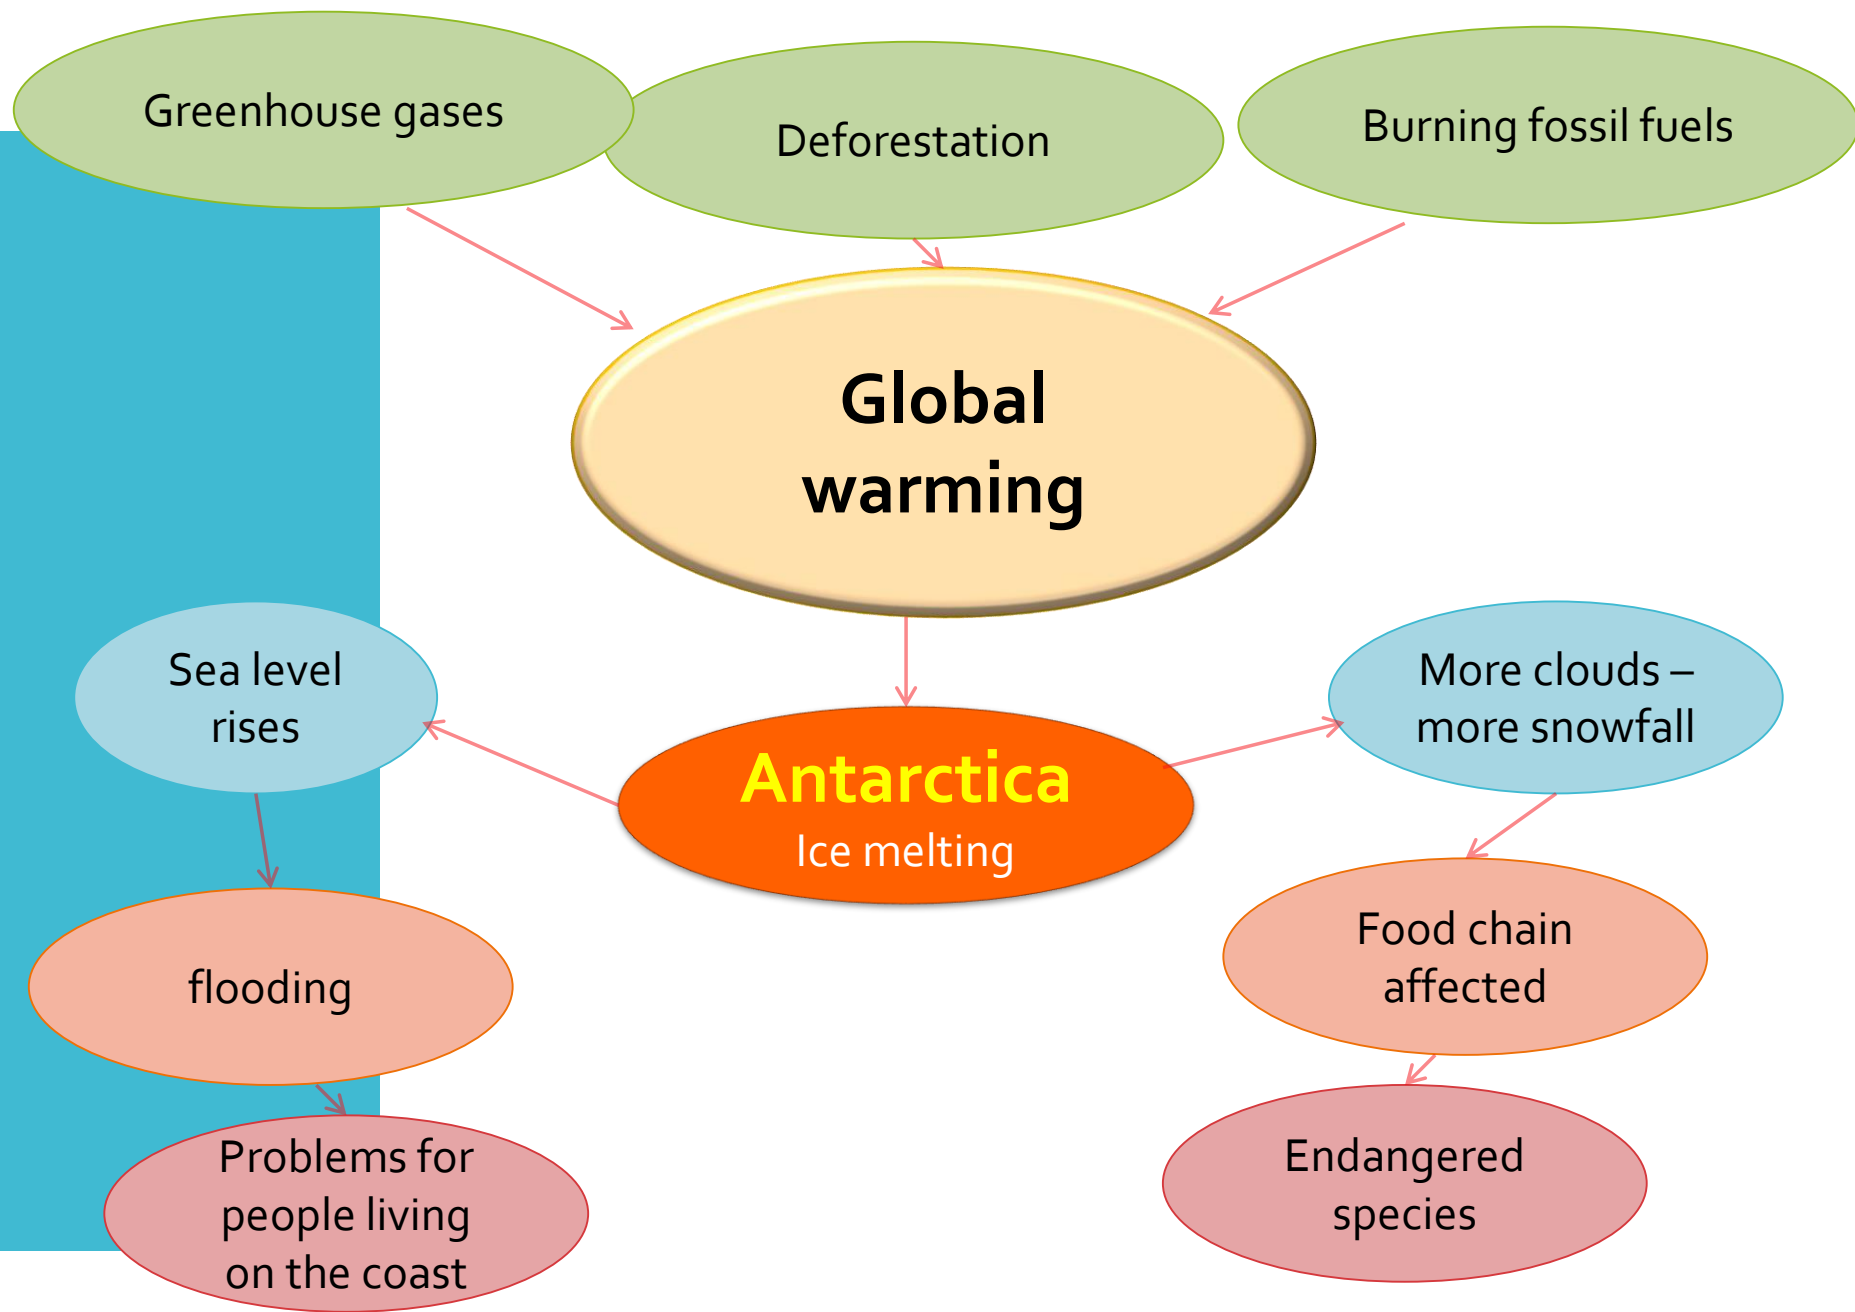 Greenhouse gases
Deforestation
Burning fossil fuels
Global
warming
Sea level
rises
More clouds –
more snowfall
Antarctica
Ice melting
flooding
Food chain
affected
Problems for
people living
on the coast
Endangered
species